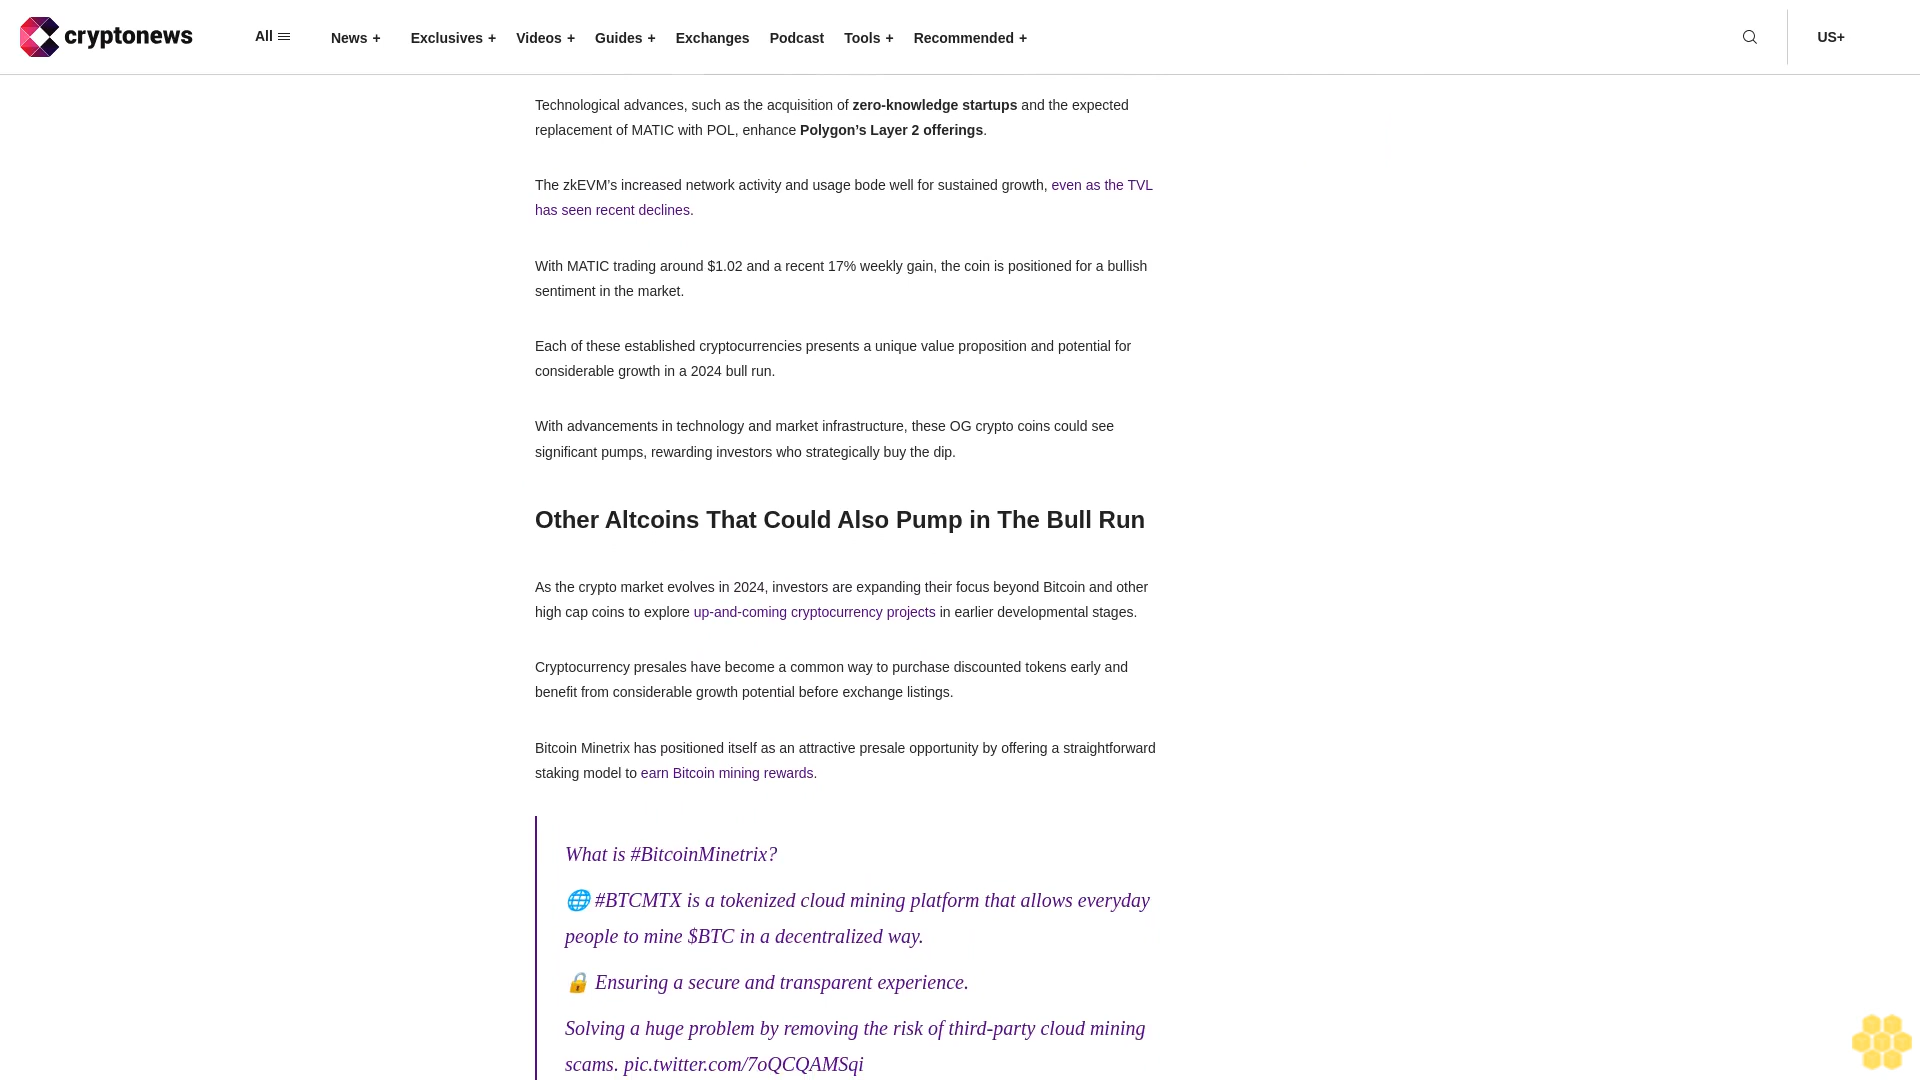 cryptonews
All
News +
Exclusives +
Videos +
Guides +
Exchanges
Podcast
Tools +
Recommended +
US+
Technological advances, such as the acquisition of zero-knowledge startups and the expected
replacement of MATIC with POL, enhance Polygon’s Layer 2 offerings.
The zkEVM’s increased network activity and usage bode well for sustained growth, even as the TVL
has seen recent declines.
With MATIC trading around $1.02 and a recent 17% weekly gain, the coin is positioned for a bullish
sentiment in the market.
Each of these established cryptocurrencies presents a unique value proposition and potential for
considerable growth in a 2024 bull run.
With advancements in technology and market infrastructure, these OG crypto coins could see
significant pumps, rewarding investors who strategically buy the dip.
Other Altcoins That Could Also Pump in The Bull Run
As the crypto market evolves in 2024, investors are expanding their focus beyond Bitcoin and other
high cap coins to explore up-and-coming cryptocurrency projects in earlier developmental stages.
Cryptocurrency presales have become a common way to purchase discounted tokens early and
benefit from considerable growth potential before exchange listings.
Bitcoin Minetrix has positioned itself as an attractive presale opportunity by offering a straightforward
staking model to earn Bitcoin mining rewards.
What is #BitcoinMinetrix?
🌐 #BTCMTX is a tokenized cloud mining platform that allows everyday
people to mine $BTC in a decentralized way.
🔒 Ensuring a secure and transparent experience.
Solving a huge problem by removing the risk of third-party cloud mining
scams. pic.twitter.com/7oQCQAMSqi